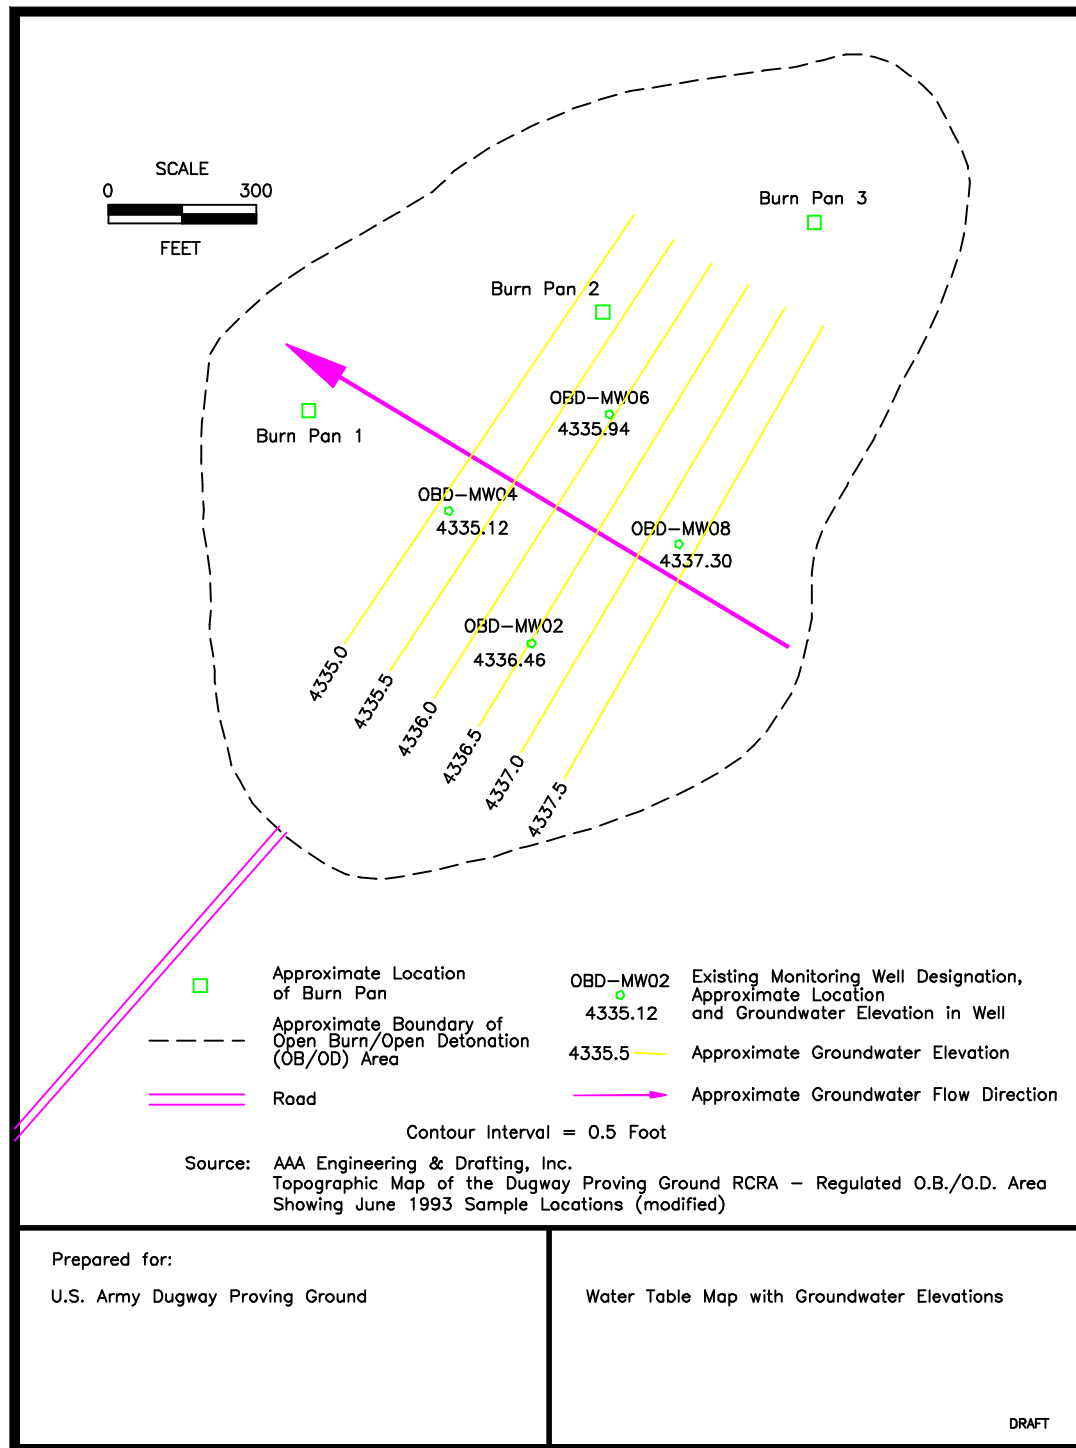 SCALE
0 300
FEET
Burn Pan 3
Burn Pan 2
OBD-MW06
4335.94
Burn Pan 1
OBD-MW04
4335.12
OBD-MW08
4337.30
OBD-MW02
4336.46
4335.0
4335.5
4336.0
4336.5
4337.0
4337.5
Approximate Location
of Burn Pan
Approximate Boundary of
Open Burn/Open Detonation
(OB/OD) Area
Road
OBD-MW02
4335.12
Existing Monitoring Well Designation,
Approximate Location
and Groundwater Elevation in Well
4335.5 Approximate Groundwater Elevation
Approximate Groundwater Flow Direction
Contour Interval = 0.5 Foot
Source: AAA Engineering & Drafting, Inc.
Topographic Map of the Dugway Proving Ground RCRA - Regulated O.B./O.D. Area
Showing June 1993 Sample Locations (modified)
Prepared for:
U.S. Army Dugway Proving Ground
Water Table Map with Groundwater Elevations
DRAFT